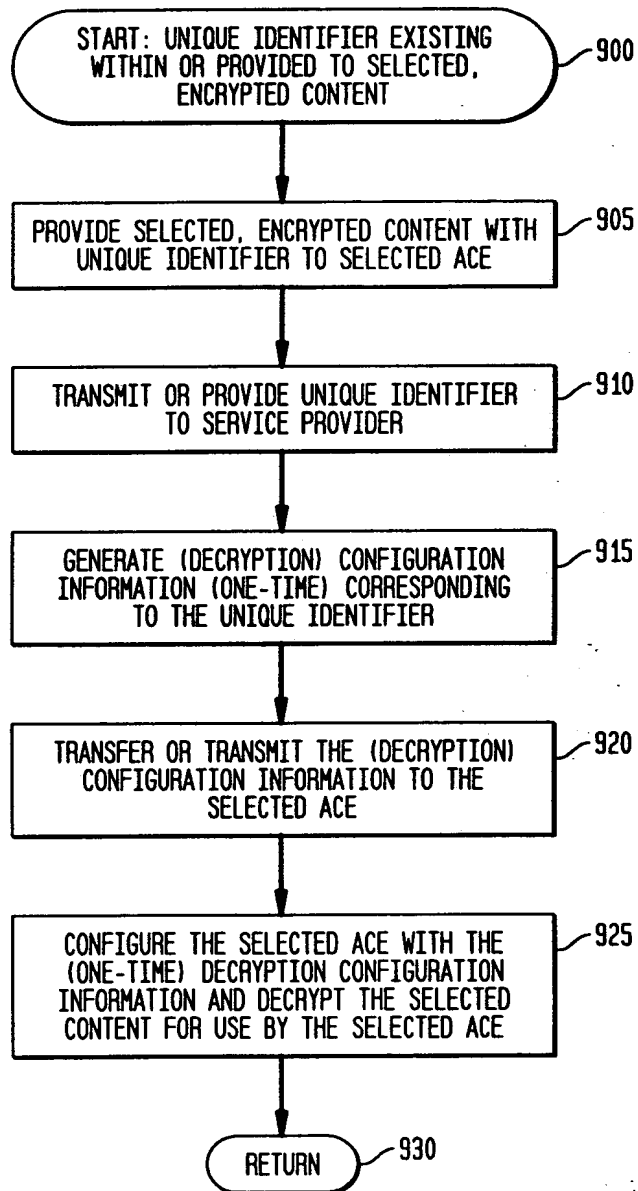 START: UNIQUE IDENTIFIER EXISTING
WITHIN OR PROVIDED TO SELECTED,
ENCRYPTED CONTENT
900
PROVIDE SELECTED, ENCRYPTED CONTENT WITH
UNIQUE IDENTIFIER TO SELECTED ACE
905
TRANSMIT OR PROVIDE UNIQUE IDENTIFIER
TO SERVICE PROVIDER
910
GENERATE (DECRYPTION) CONFIGURATION
INFORMATION (ONE-TIME) CORRESPONDING
TO THE UNIQUE IDENTIFIER
915
TRANSFER OR TRANSMIT THE (DECRYPTION)
CONFIGURATION INFORMATION TO THE
SELECTED ACE
920
CONFIGURE THE SELECTED ACE WITH THE
(ONE-TIME) DECRYPTION CONFIGURATION
INFORMATION AND DECRYPT THE SELECTED
CONTENT FOR USE BY THE SELECTED ACE
925
RETURN
930